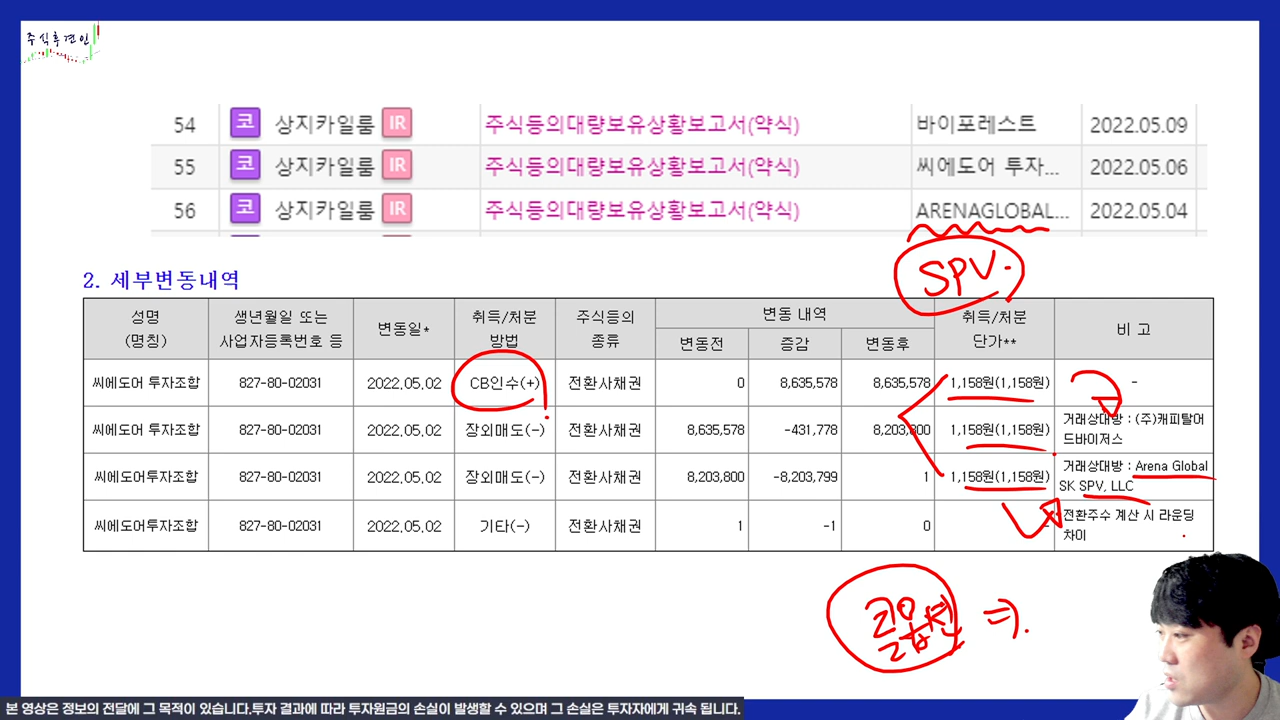 주식후견인
54 코 상지카일룸 IR 주식등의대량보유상황보고서(약식) 바이포레스트 2022.05.09
55 코 상지카일룸 IR 주식등의대량보유상황보고서(약식) 씨에도어 투자... 2022.05.06
56 코 상지카일룸 IR 주식등의대량보유상황보고서(약식) ARENAGLOBAL... 2022.05.04
SPV
2. 세부변동내역
성명
(명칭)
생년월일 또는
사업자등록번호 등
변동일*
취득/처분
방법
주식등의
종류
변동 내역
변동전 증감 변동후
취득/처분
단가**
비 고
씨에도어 투자조합 827-80-02031 2022.05.02 CB인수(+) 전환사채권 0 8,635,578 8,635,578 1,158원(1,158원) -
씨에도어 투자조합 827-80-02031 2022.05.02 장외매도(-) 전환사채권 8,635,578 -431,778 8,203,800 1,158원(1,158원) 거래상대방 : (주)캐피탈어
드바이저스
씨에도어투자조합 827-80-02031 2022.05.02 장외매도(-) 전환사채권 8,203,800 -8,203,799 1 1,158원(1,158원) 거래상대방 : Arena Global
SK SPV, LLC
씨에도어투자조합 827-80-02031 2022.05.02 기타(-) 전환사채권 1 -1 0 - 전환주수 계산 시 라운딩
차이
콜옵션
본 영상은 정보의 전달에 그 목적이 있습니다.투자 결과에 따라 투자원금의 손실이 발생할 수 있으며 그 손실은 투자자에게 귀속 됩니다.